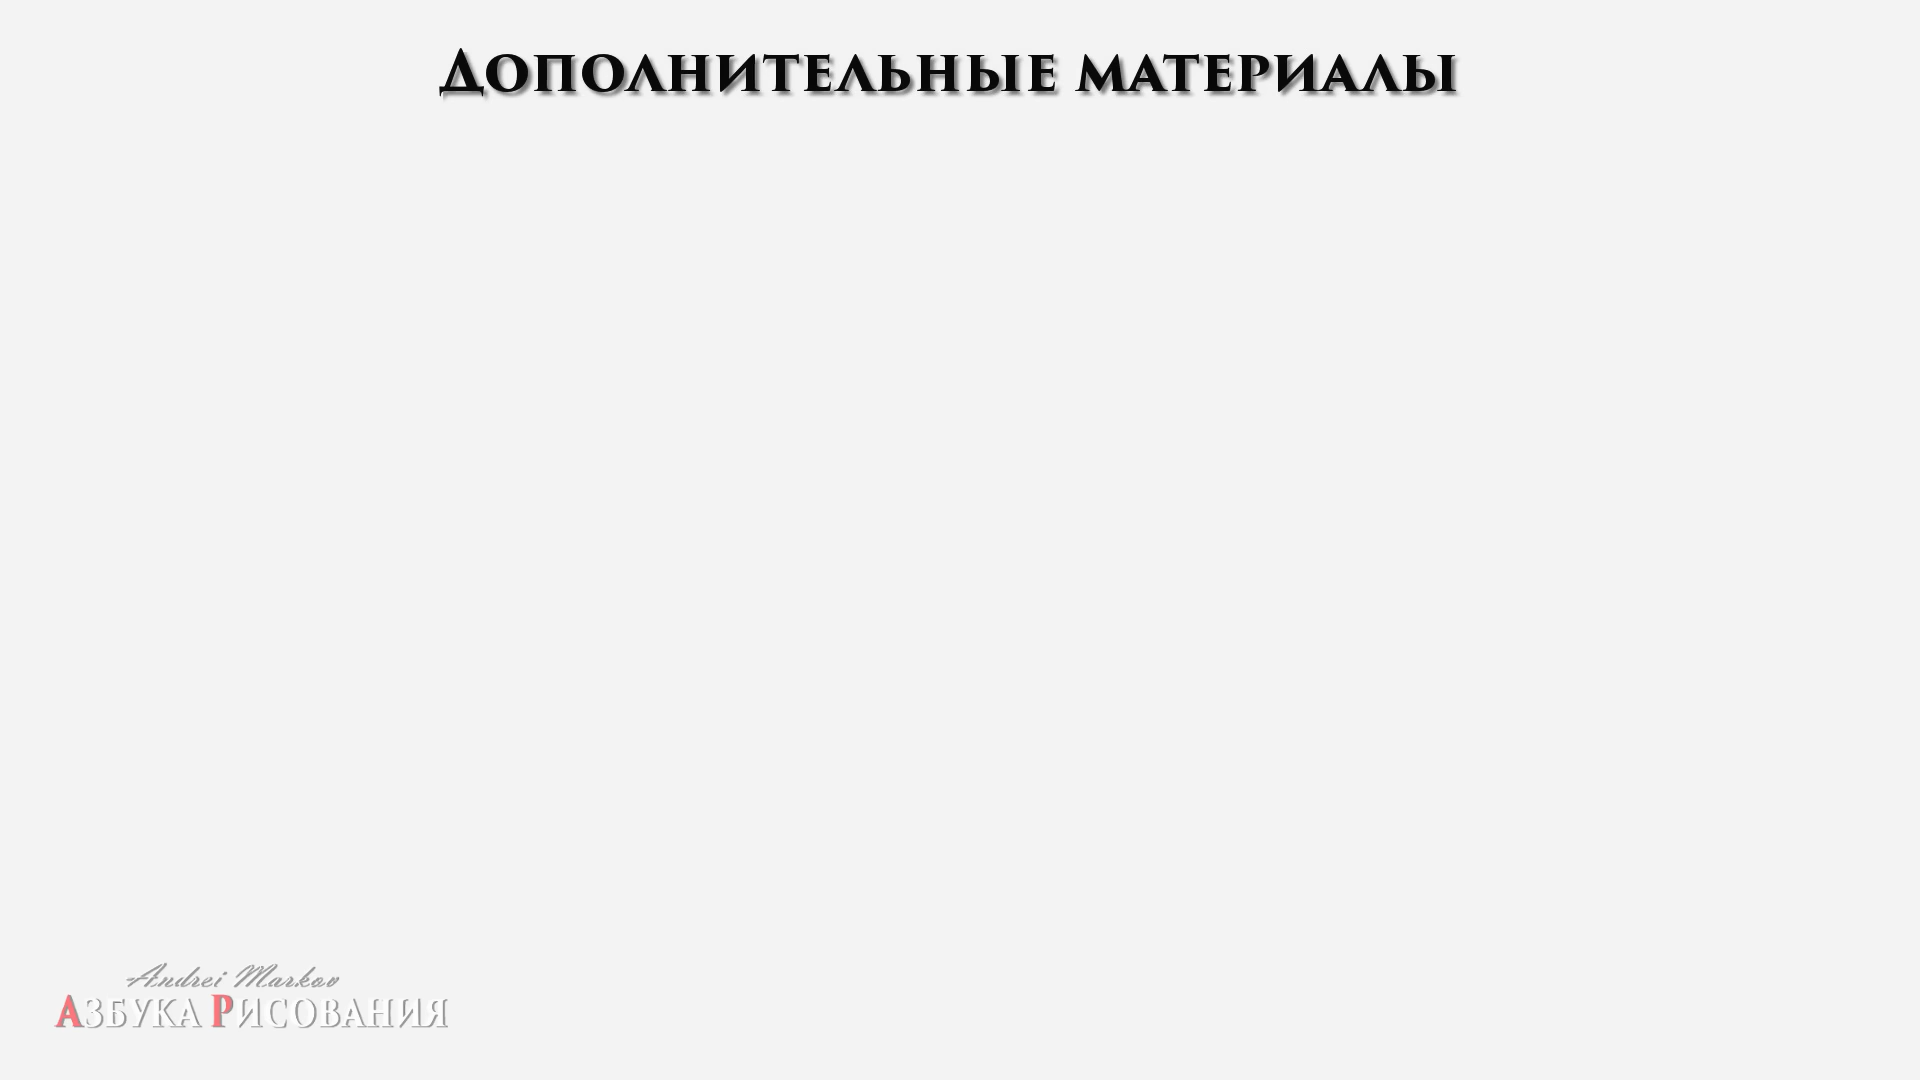 Дополнительные материалы
Andrei Markov
Азбука Рисования